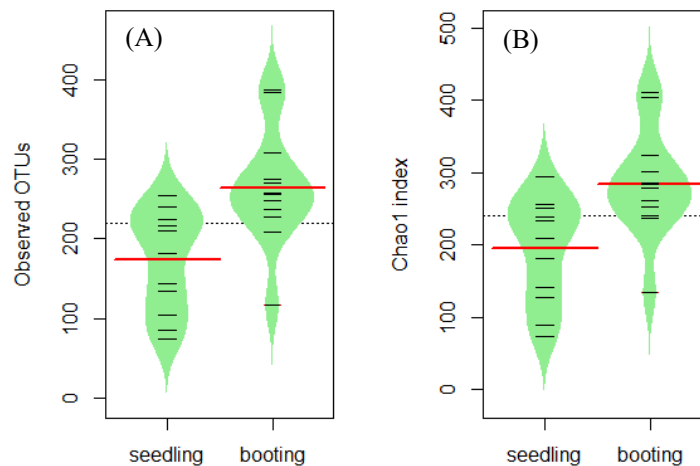 (A)
Observed OTUs
400
300
200
100
0
seedling booting
(B)
Chao1 index
500
400
300
200
100
0
seedling booting